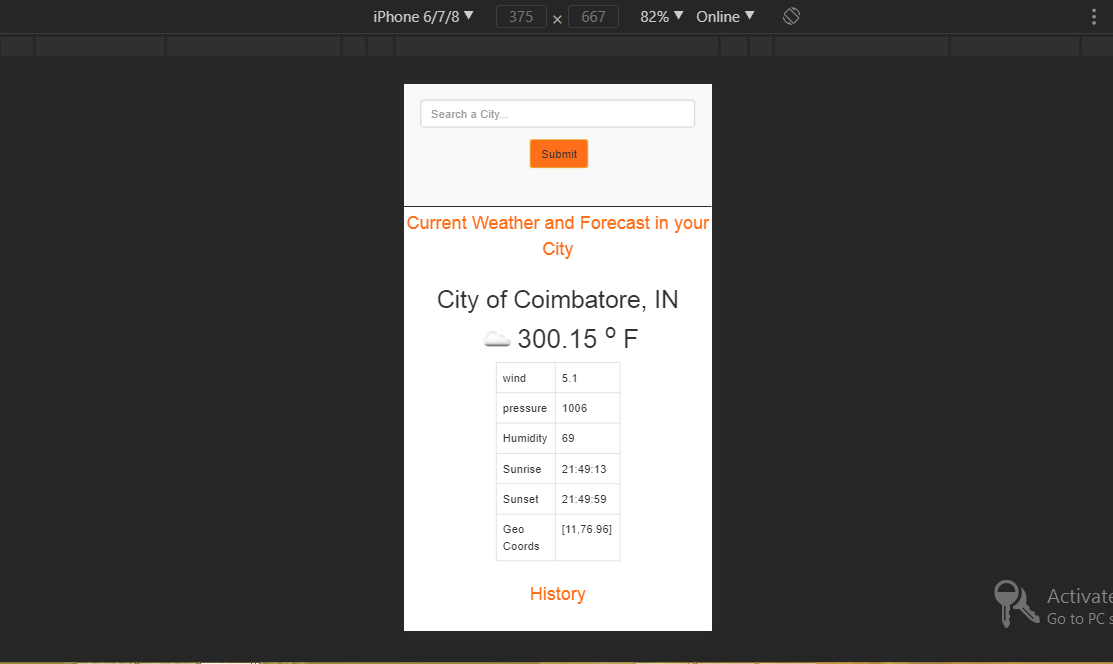 iPhone 6/7/8 ▼ 375 × 667 82% ▼ Online ▼
Search a City...
Submit
Current Weather and Forecast in your
City
City of Coimbatore, IN
300.15 º F
wind 5.1
pressure 1006
Humidity 69
Sunrise 21:49:13
Sunset 21:49:59
Geo [11,76.96]
Coords
History
Activate
Go to PC s